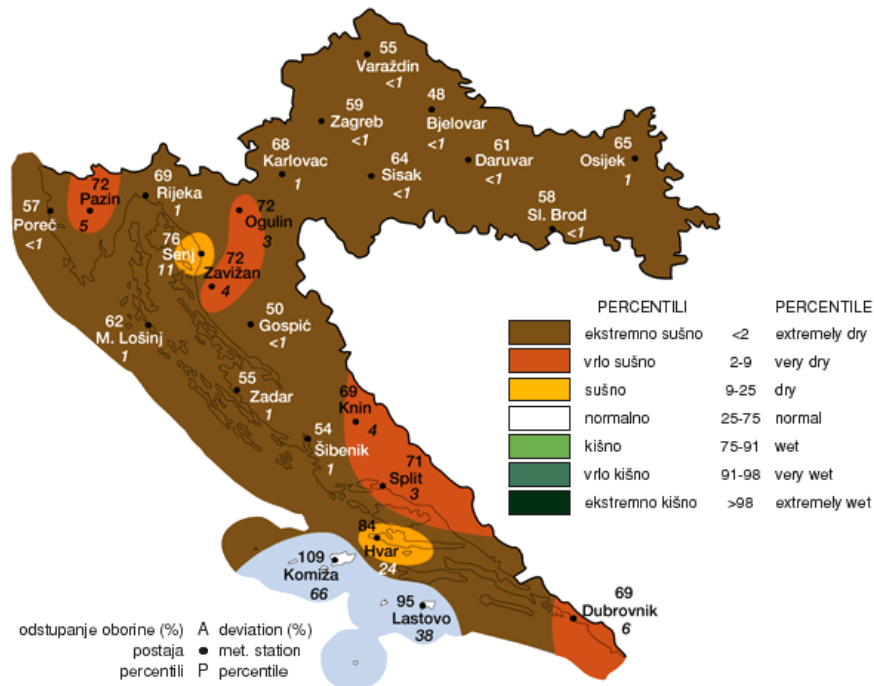 55
Varaždin
<1
48
Bjelovar
<1
59
Zagreb
<1
68
Karlovac
1
64
Sisak
<1
61
Daruvar
<1
65
Osijek
1
58
Sl. Brod
<1
57
Poreč
<1
72
Pazin
5
69
Rijeka
1
72
Ogulin
3
76
Senj
11
72
Zavižan
4
62
M. Lošinj
1
50
Gospić
<1
55
Zadar
1
69
Knin
4
54
Šibenik
1
71
Split
3
84
Hvar
24
109
Komiža
66
95
Lastovo
38
69
Dubrovnik
6
PERCENTILI PERCENTILE
ekstremno sušno <2 extremely dry
vrlo sušno 2-9 very dry
sušno 9-25 dry
normalno 25-75 normal
kišno 75-91 wet
vrlo kišno 91-98 very wet
ekstremno kišno >98 extremely wet
odstupanje oborine (%) A deviation (%)
postaja ● met. station
percentili P percentile